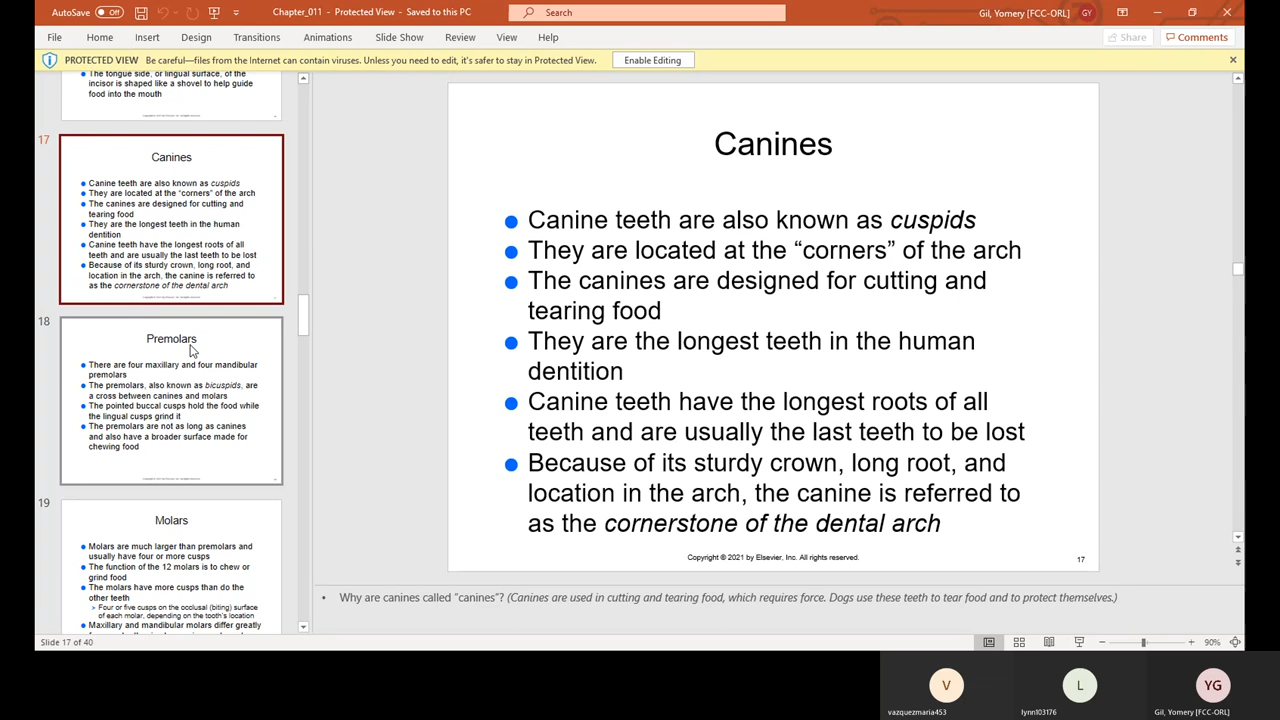 AutoSave Off Chapter_011 - Protected View - Saved to this PC Search Gil, Yomery [FCC-ORL] GY
File Home Insert Design Transitions Animations Slide Show Review View Help Share Comments
PROTECTED VIEW Be careful—files from the Internet can contain viruses. Unless you need to edit, it's safer to stay in Protected View. Enable Editing
The tongue side, or lingual surface, of the
incisor is shaped like a shovel to help guide
food into the mouth
17
Canines
Canine teeth are also known as cuspids
They are located at the “corners” of the arch
The canines are designed for cutting and
tearing food
They are the longest teeth in the human
dentition
Canine teeth have the longest roots of all
teeth and are usually the last teeth to be lost
Because of its sturdy crown, long root, and
location in the arch, the canine is referred to
as the cornerstone of the dental arch
18
Premolars
There are four maxillary and four mandibular
premolars
The premolars, also known as bicuspids, are
a cross between canines and molars
The pointed buccal cusps hold the food while
the lingual cusps grind it
The premolars are not as long as canines
and also have a broader surface made for
chewing food
19
Molars
Molars are much larger than premolars and
usually have four or more cusps
The function of the 12 molars is to chew or
grind food
The molars have more cusps than do the
other teeth
Four or five cusps on the occlusal (biting) surface
of each molar, depending on the tooth's location
Maxillary and mandibular molars differ greatly
Canines
Canine teeth are also known as cuspids
They are located at the “corners” of the arch
The canines are designed for cutting and
tearing food
They are the longest teeth in the human
dentition
Canine teeth have the longest roots of all
teeth and are usually the last teeth to be lost
Because of its sturdy crown, long root, and
location in the arch, the canine is referred to
as the cornerstone of the dental arch
Copyright © 2021 by Elsevier, Inc. All rights reserved.
17
• Why are canines called “canines”? (Canines are used in cutting and tearing food, which requires force. Dogs use these teeth to tear food and to protect themselves.)
Slide 17 of 40 90%
V L YG
vazquezmaria453 lynn103176 Gil, Yomery [FCC-ORL]